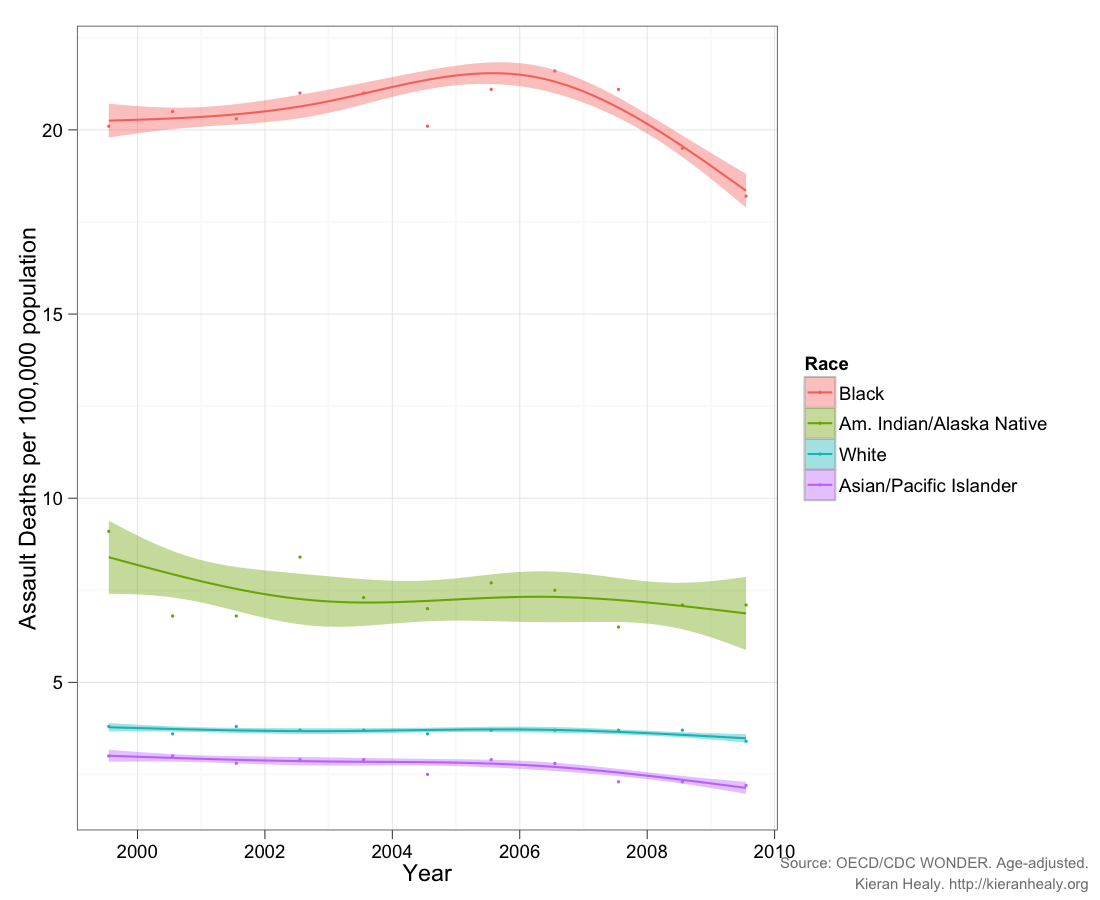 Assault Deaths per 100,000 population
20
15
10
5
2000 2002 2004 2006 2008 2010
Year
Race
Black
Am. Indian/Alaska Native
White
Asian/Pacific Islander
Source: OECD/CDC WONDER. Age-adjusted.
Kieran Healy. http://kieranhealy.org